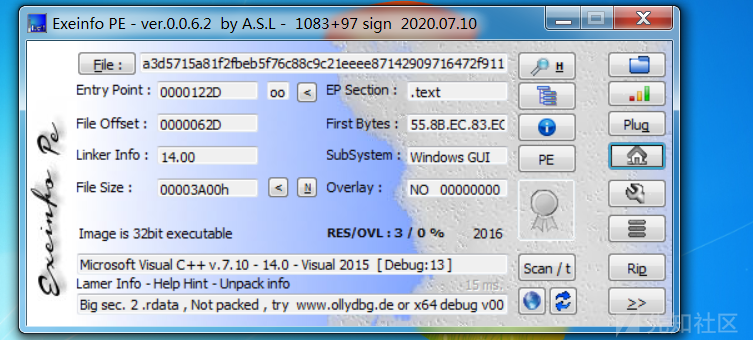 Exeinfo PE - ver.0.0.6.2 by A.S.L - 1083+97 sign 2020.07.10
File : a3d5715a81f2fbeb5f76c88c9c21eeee87142909716472f911 H
Entry Point : 0000122D oo < EP Section : .text
File Offset : 0000062D First Bytes : 55.8B.EC.83.EC Plug
Linker Info : 14.00 SubSystem : Windows GUI PE
File Size : 00003A00h < N Overlay : NO 00000000
Image is 32bit executable RES/OVL : 3 / 0 % 2016
Microsoft Visual C++ v.7.10 - 14.0 - Visual 2015 [ Debug:13 ] Scan / t Rip
Lamer Info - Help Hint - Unpack info 15 ms.
Big sec. 2 .rdata , Not packed , try www.ollydbg.de or x64 debug v00 >>
Exeinfo Pe
先知社区